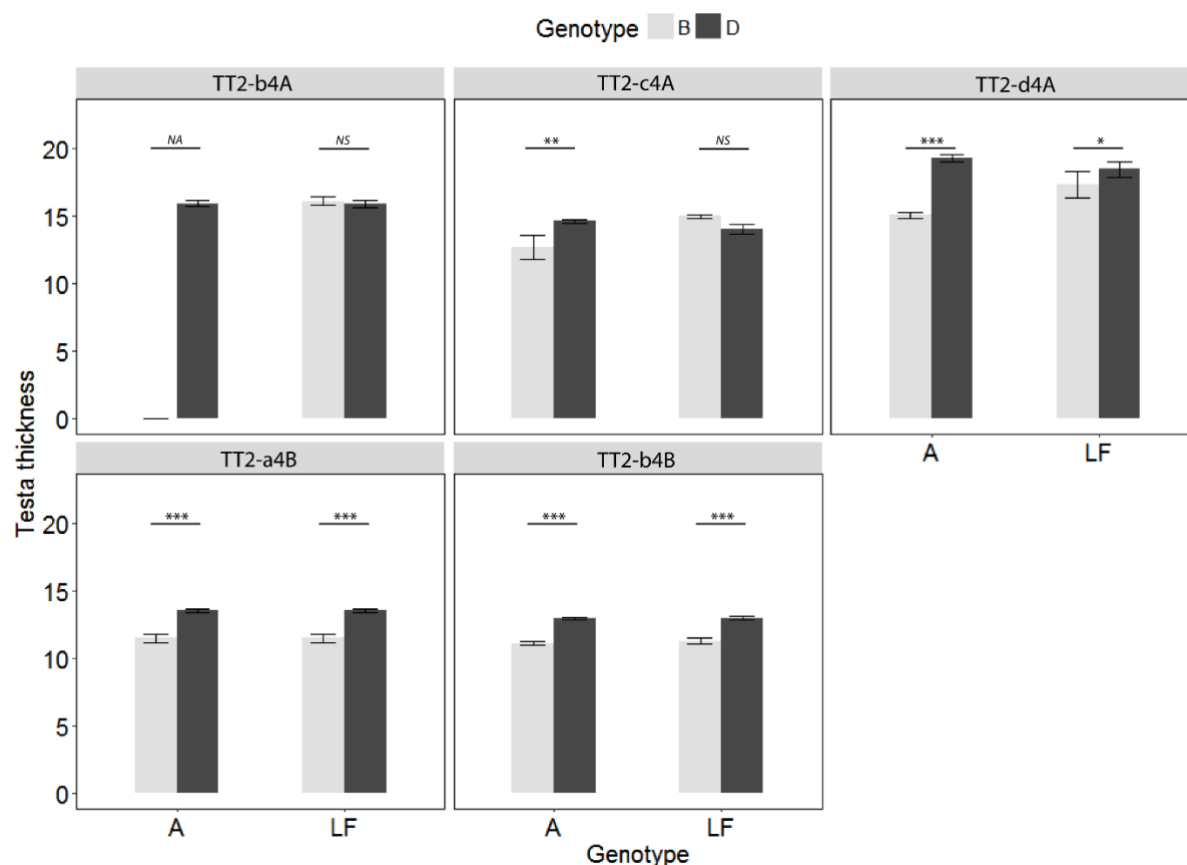 Genotype B D
TT2-b4A TT2-c4A TT2-d4A
NA NS ** NS *** *
20
15
10
5
0
A LF
TT2-a4B TT2-b4B
*** *** *** ***
20
15
10
5
0
A LF A LF
Testa thickness
Genotype